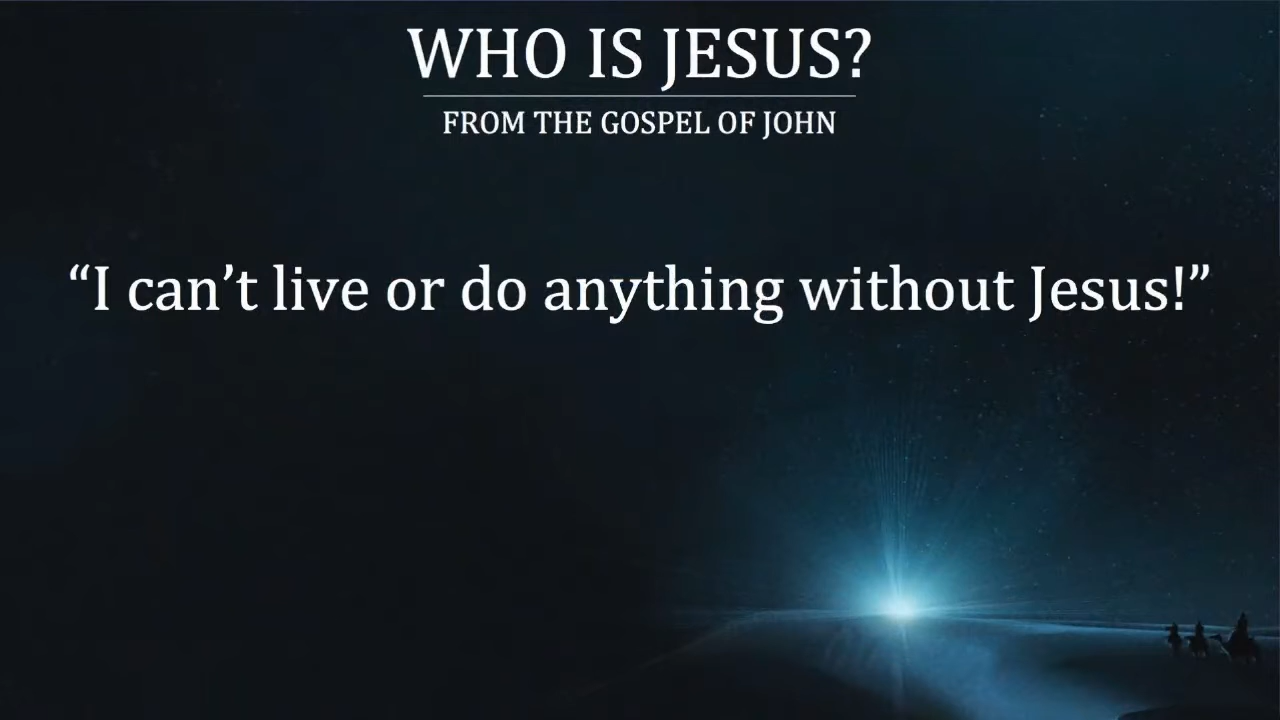 WHO IS JESUS?
FROM THE GOSPEL OF JOHN
“I can’t live or do anything without Jesus!”